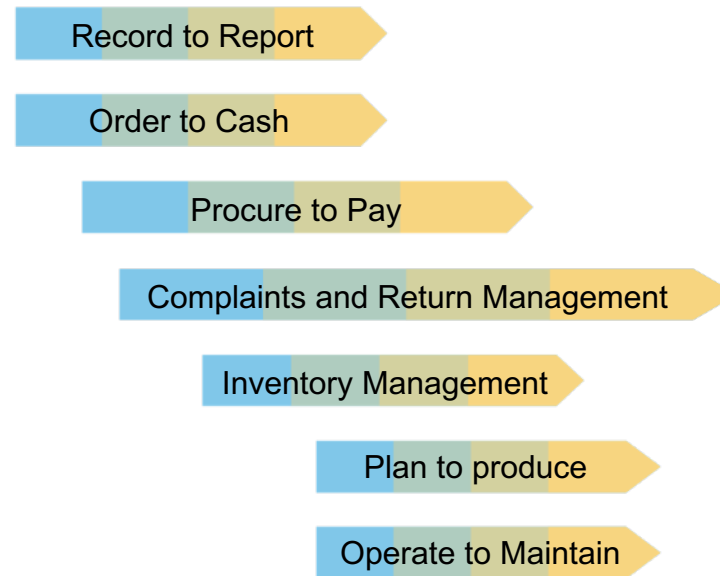 Record to Report
Order to Cash
Procure to Pay
Complaints and Return Management
Inventory Management
Plan to produce
Operate to Maintain